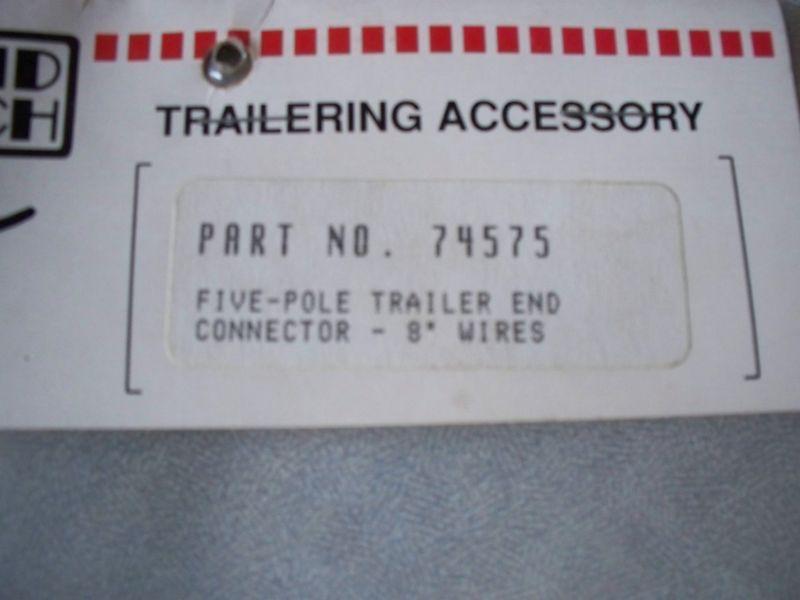 TRAILERING ACCESSORY
PART NO. 74575
FIVE-POLE TRAILER END
CONNECTOR - 8" WIRES